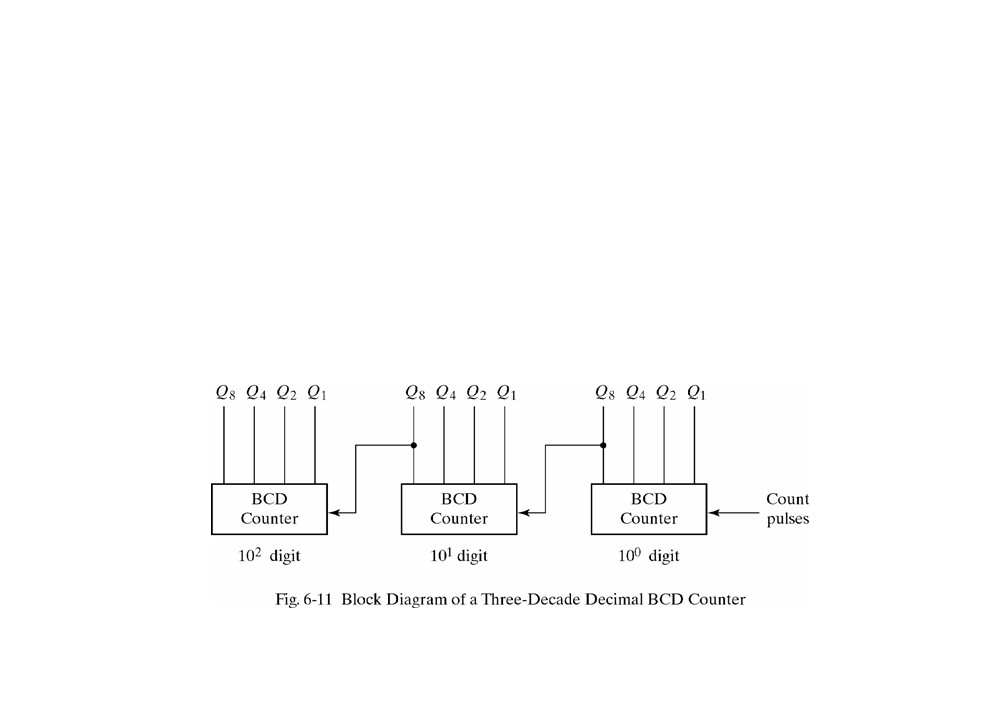 Q8 Q4 Q2 Q1 Q8 Q4 Q2 Q1 Q8 Q4 Q2 Q1
BCD Counter
BCD Counter
BCD Counter
Count pulses
10² digit
10¹ digit
10⁰ digit
Fig. 6-11 Block Diagram of a Three-Decade Decimal BCD Counter